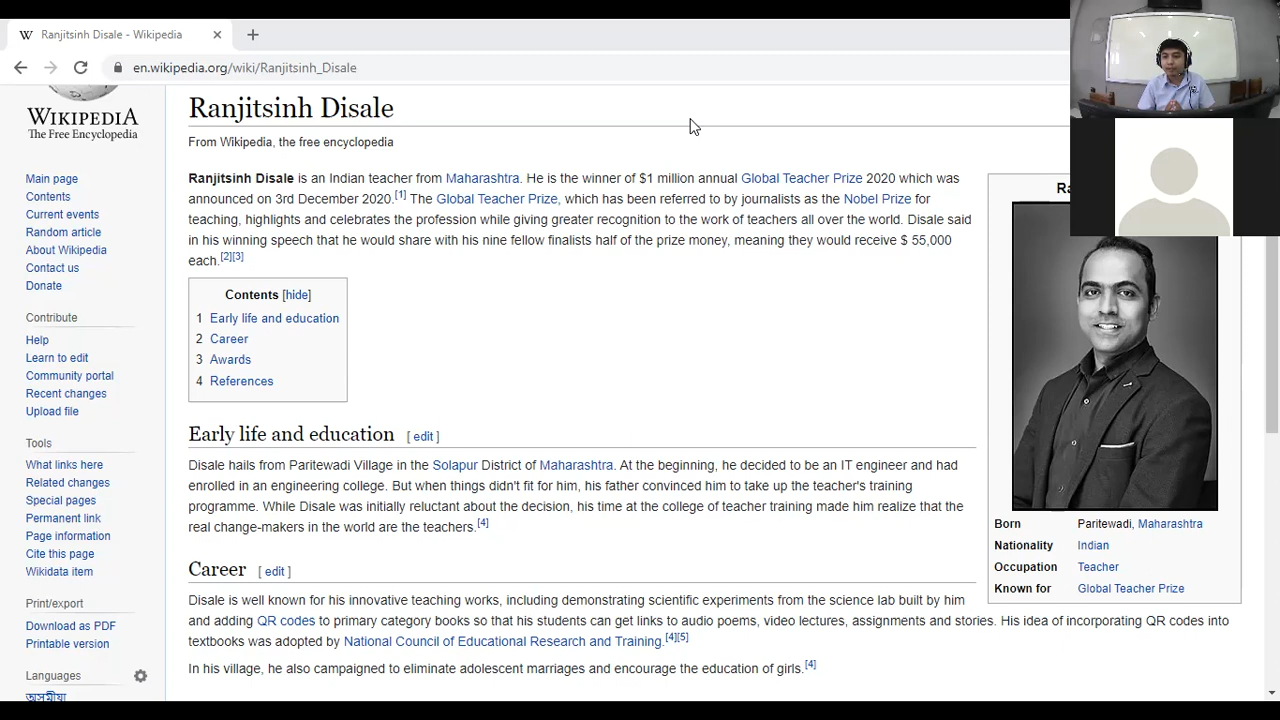 Ranjitsinh Disale - Wikipedia
en.wikipedia.org/wiki/Ranjitsinh_Disale
WIKIPEDIA
The Free Encyclopedia
Main page
Contents
Current events
Random article
About Wikipedia
Contact us
Donate
Contribute
Help
Learn to edit
Community portal
Recent changes
Upload file
Tools
What links here
Related changes
Special pages
Permanent link
Page information
Cite this page
Wikidata item
Print/export
Download as PDF
Printable version
Languages
অসমীয়া
Ranjitsinh Disale
From Wikipedia, the free encyclopedia
Ranjitsinh Disale is an Indian teacher from Maharashtra. He is the winner of $1 million annual Global Teacher Prize 2020 which was
announced on 3rd December 2020.[1] The Global Teacher Prize, which has been referred to by journalists as the Nobel Prize for
teaching, highlights and celebrates the profession while giving greater recognition to the work of teachers all over the world. Disale said
in his winning speech that he would share with his nine fellow finalists half of the prize money, meaning they would receive $ 55,000
each.[2][3]
Contents [hide]
1 Early life and education
2 Career
3 Awards
4 References
Early life and education [ edit ]
Disale hails from Paritewadi Village in the Solapur District of Maharashtra. At the beginning, he decided to be an IT engineer and had
enrolled in an engineering college. But when things didn't fit for him, his father convinced him to take up the teacher's training
programme. While Disale was initially reluctant about the decision, his time at the college of teacher training made him realize that the
real change-makers in the world are the teachers.[4]
Career [ edit ]
Disale is well known for his innovative teaching works, including demonstrating scientific experiments from the science lab built by him
and adding QR codes to primary category books so that his students can get links to audio poems, video lectures, assignments and stories. His idea of incorporating QR codes into
textbooks was adopted by National Council of Educational Research and Training.[4][5]
In his village, he also campaigned to eliminate adolescent marriages and encourage the education of girls.[4]
Born Paritewadi, Maharashtra
Nationality Indian
Occupation Teacher
Known for Global Teacher Prize